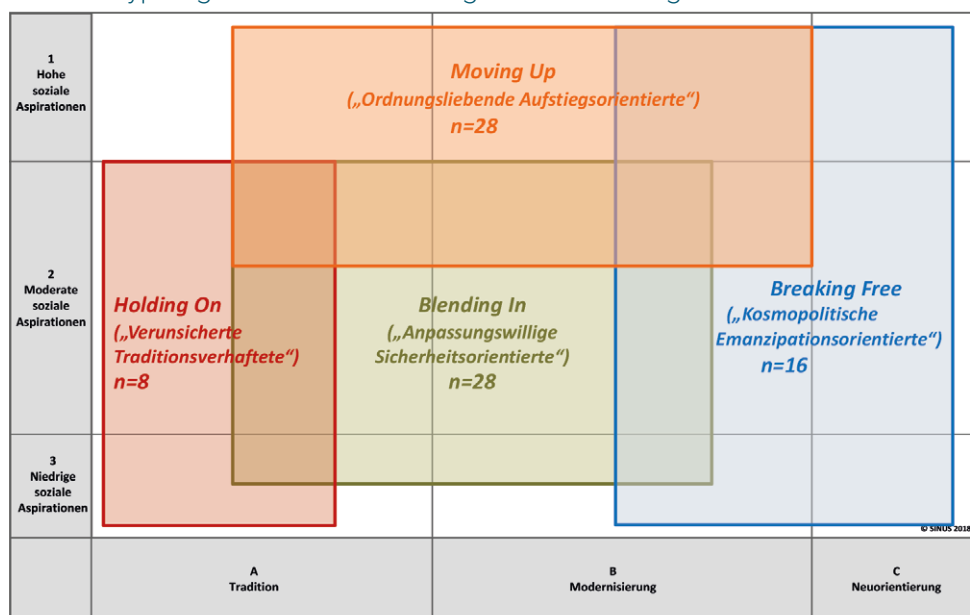 1
Hohe
soziale
Aspirationen
Moving Up
(„Ordnungsliebende Aufstiegsorientierte“)
n=28
2
Moderate
soziale
Aspirationen
Holding On
(„Verunsicherte
Traditionsverhaftete“)
n=8
Blending In
(„Anpassungswillige
Sicherheitsorientierte“)
n=28
Breaking Free
(„Kosmopolitische
Emanzipationsorientierte“)
n=16
3
Niedrige
soziale
Aspirationen
© SINUS 2018
A
Tradition
B
Modernisierung
C
Neuorientierung